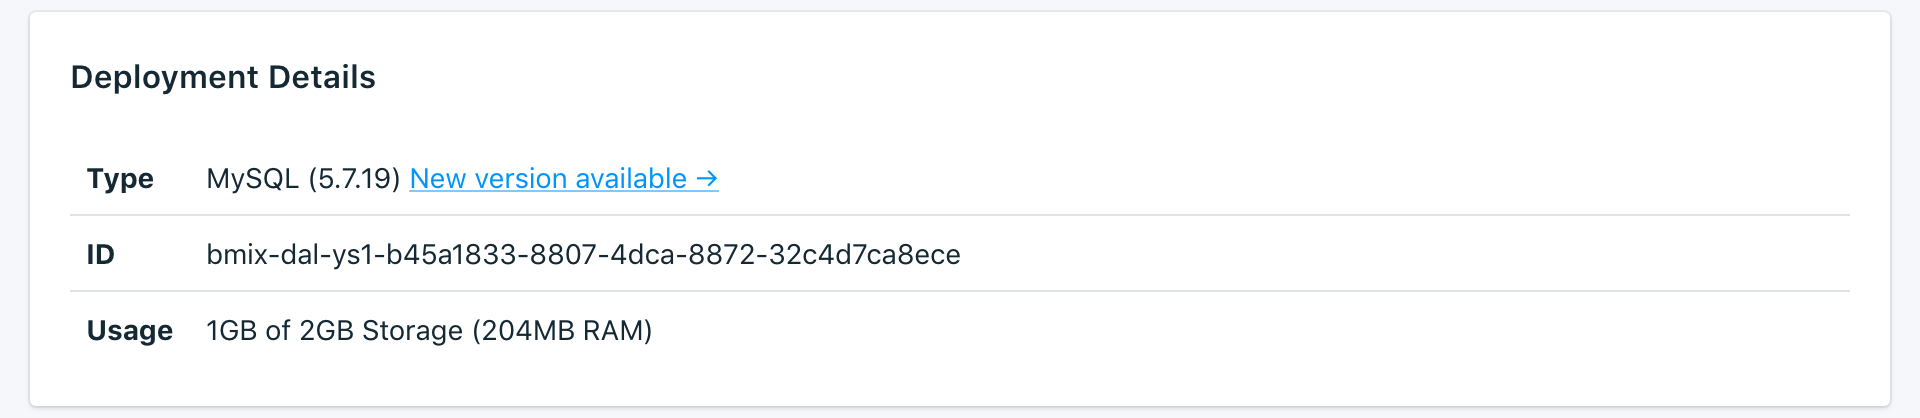 Deployment Details
Type MySQL (5.7.19) New version available →
ID bmix-dal-ys1-b45a1833-8807-4dca-8872-32c4d7ca8ece
Usage 1GB of 2GB Storage (204MB RAM)